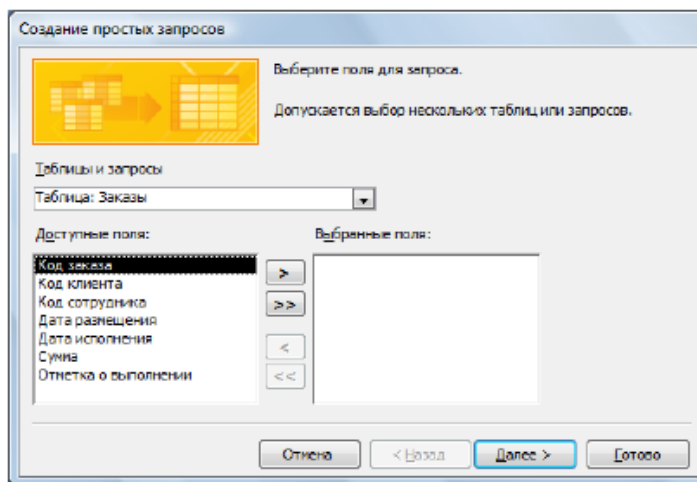 Создание простых запросов
Выберите поля для запроса.
Допускается выбор нескольких таблиц или запросов.
Таблицы и запросы
Таблица: Заказы
Доступные поля:
Выбранные поля:
Код заказа
Код клиента
Код сотрудника
Дата размещения
Дата исполнения
Сумма
Отметка о выполнении
>
>>
<
<<
Отмена
< Назад
Далее >
Готово